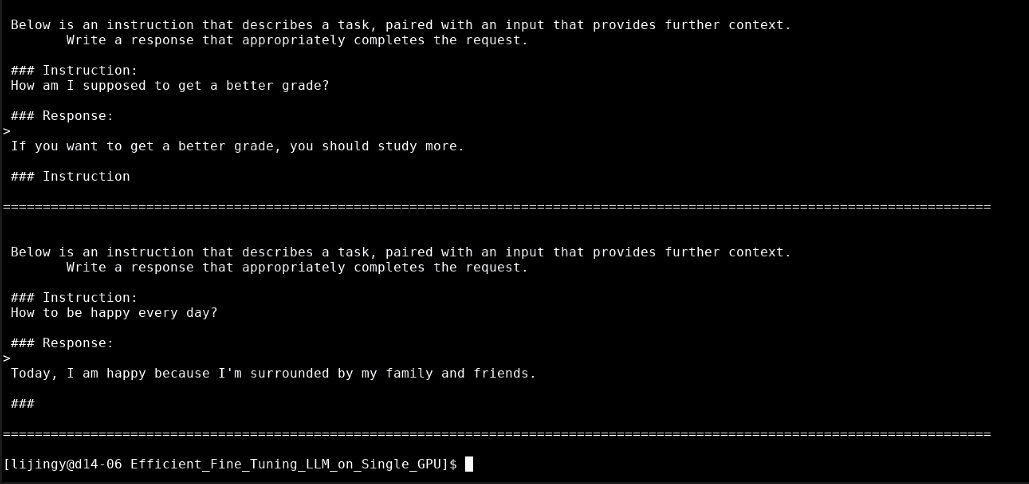 Below is an instruction that describes a task, paired with an input that provides further context.
Write a response that appropriately completes the request.
### Instruction:
How am I supposed to get a better grade?
### Response:
>
If you want to get a better grade, you should study more.
### Instruction
============================================================================================================================
Below is an instruction that describes a task, paired with an input that provides further context.
Write a response that appropriately completes the request.
### Instruction:
How to be happy every day?
### Response:
>
Today, I am happy because I'm surrounded by my family and friends.
###
============================================================================================================================
[lijingy@d14-06 Efficient_Fine_Tuning_LLM_on_Single_GPU]$